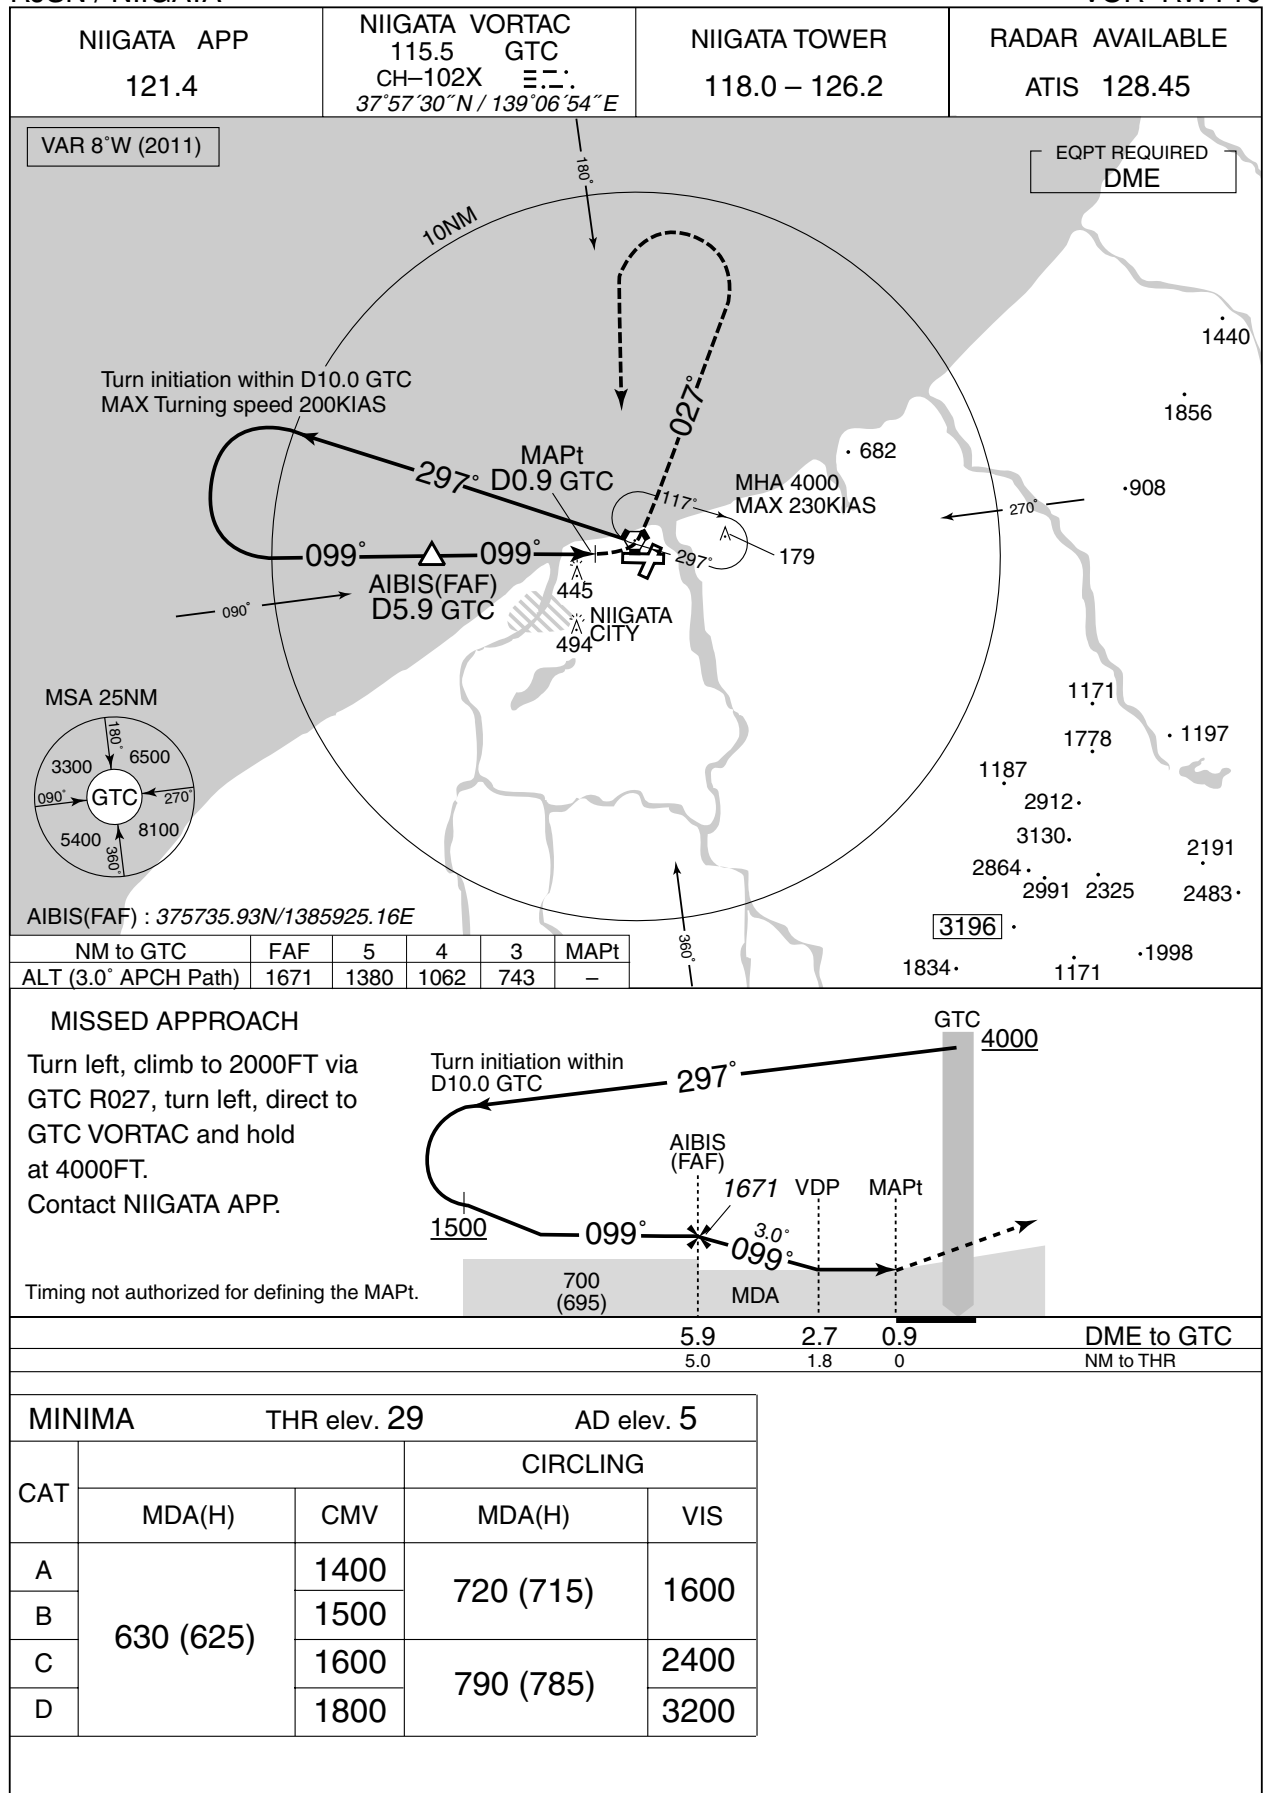 NIIGATA APP
121.4
NIIGATA VORTAC
115.5 GTC
CH–102X
37°57′30″N / 139°06′54″E
NIIGATA TOWER
118.0 – 126.2
RADAR AVAILABLE
ATIS 128.45
VAR 8°W (2011)
EQPT REQUIRED
DME
180°
10NM
1440
Turn initiation within D10.0 GTC
MAX Turning speed 200KIAS
1856
027°
682
MAPt
D0.9 GTC
297°
MHA 4000
MAX 230KIAS
908
117°
270°
297°
179
099°
099°
AIBIS(FAF)
D5.9 GTC
445
090°
NIIGATA
CITY
494
MSA 25NM
180°
3300
6500
090°
GTC
270°
5400
8100
360°
1171
1778
1197
1187
2912
3130
2191
2864
2991
2325
2483
3196
1998
1834
1171
360°
AIBIS(FAF) : 375735.93N/1385925.16E
NM to GTC FAF 5 4 3 MAPt
ALT (3.0° APCH Path) 1671 1380 1062 743 –
MISSED APPROACH
Turn left, climb to 2000FT via
GTC R027, turn left, direct to
GTC VORTAC and hold
at 4000FT.
Contact NIIGATA APP.
Timing not authorized for defining the MAPt.
GTC
4000
Turn initiation within
D10.0 GTC
297°
AIBIS
(FAF)
1671
VDP
MAPt
1500
099°
3.0°
099°
700
(695)
MDA
5.9 2.7 0.9 DME to GTC
5.0 1.8 0 NM to THR
MINIMA THR elev. 29 AD elev. 5
CAT
CIRCLING
MDA(H) CMV MDA(H) VIS
A
1400
720 (715)
1600
B
1500
630 (625)
C
1600
790 (785)
2400
D
1800
3200